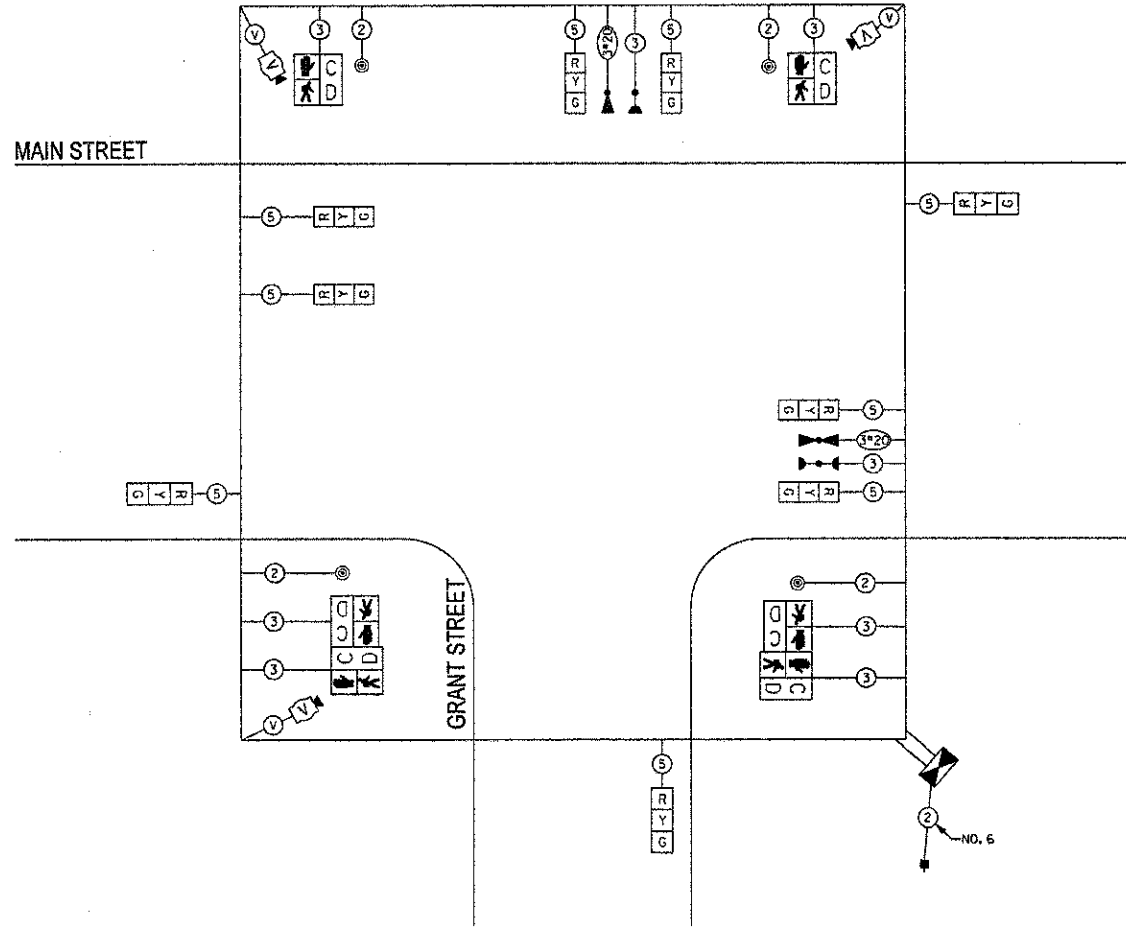 V 3 2 5 3#20 3 5 2 3 V
V R R V
C Y Y C
D G G D
MAIN STREET
5 R Y G
5 R Y G
5 R Y G
G Y R 5
3#20
3
G Y R 5
G Y R 5
2 2
3 D D 3
C C
3 C D 3
D C
V V
GRANT STREET
5
R
Y
G
2
NO. 6